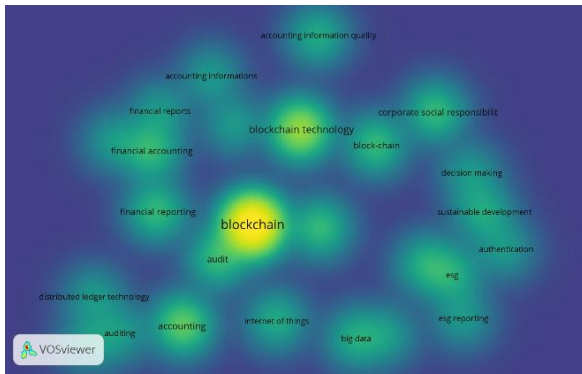 accounting information quality
accounting informations
financial reports
corporate social responsibilit
blockchain technology
block-chain
financial accounting
decision making
financial reporting
sustainable development
blockchain
authentication
audit
esg
distributed ledger technology
internet of things
esg reporting
accounting
auditing
big data
VOSviewer